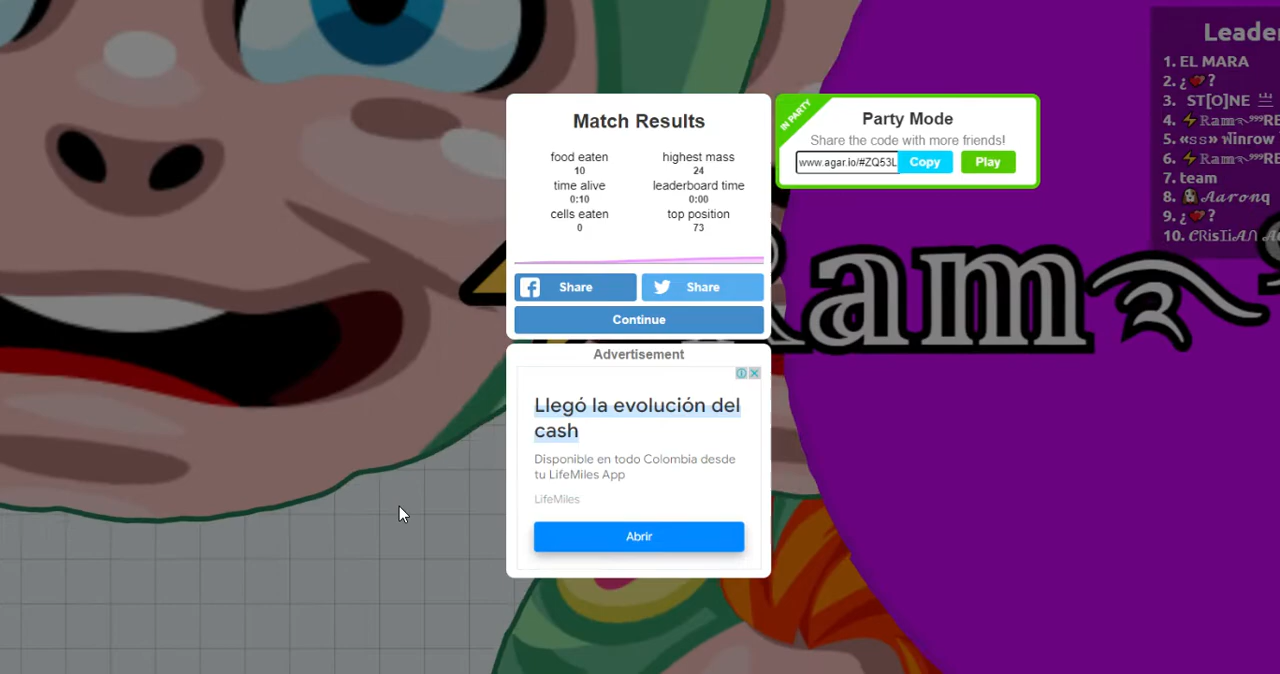 Match Results
food eaten
10
highest mass
24
time alive
0:10
leaderboard time
0:00
cells eaten
0
top position
73
Share
Share
Continue
IN PARTY
Party Mode
Share the code with more friends!
www.agar.io/#ZQ53L
Copy
Play
Advertisement
Llegó la evolución del
cash
Disponible en todo Colombia desde
tu LifeMiles App
LifeMiles
Abrir
Leader
1. EL MARA
2. ¿💋?
3. ST[O]NE 亗
4. ⚡ℝ𝕒𝕞࿐⁹⁹⁹RE
5. «ѕѕ» Winrow
6. ⚡ℝ𝕒𝕞࿐⁹⁹⁹RE
7. team
8. 𝓐𝓪𝓻𝓸𝓷q
9. ¿💋?
10.
ℝ𝕒𝕞࿐